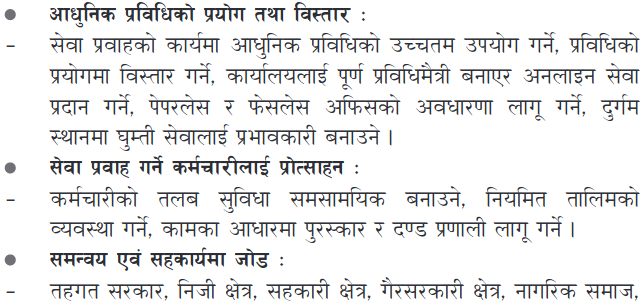 ● आधुनिक प्रविधिको प्रयोग तथा विस्तार :
– सेवा प्रवाहको कार्यमा आधुनिक प्रविधिको उच्चतम उपयोग गर्ने, प्रविधिको
प्रयोगमा विस्तार गर्ने, कार्यालयलाई पूर्ण प्रविधिमैत्री बनाएर अनलाइन सेवा
प्रदान गर्ने, पेपरलेस र फेसलेस अफिसको अवधारणा लागू गर्ने, दुर्गम
स्थानमा घुम्ती सेवालाई प्रभावकारी बनाउने ।
● सेवा प्रवाह गर्ने कर्मचारीलाई प्रोत्साहन :
– कर्मचारीको तलब सुविधा समसामयिक बनाउने, नियमित तालिमको
व्यवस्था गर्ने, कामका आधारमा पुरस्कार र दण्ड प्रणाली लागू गर्ने ।
● समन्वय एवं सहकार्यमा जोड :
– तहगत सरकार, निजी क्षेत्र, सहकारी क्षेत्र, गैरसरकारी क्षेत्र, नागरिक समाज,